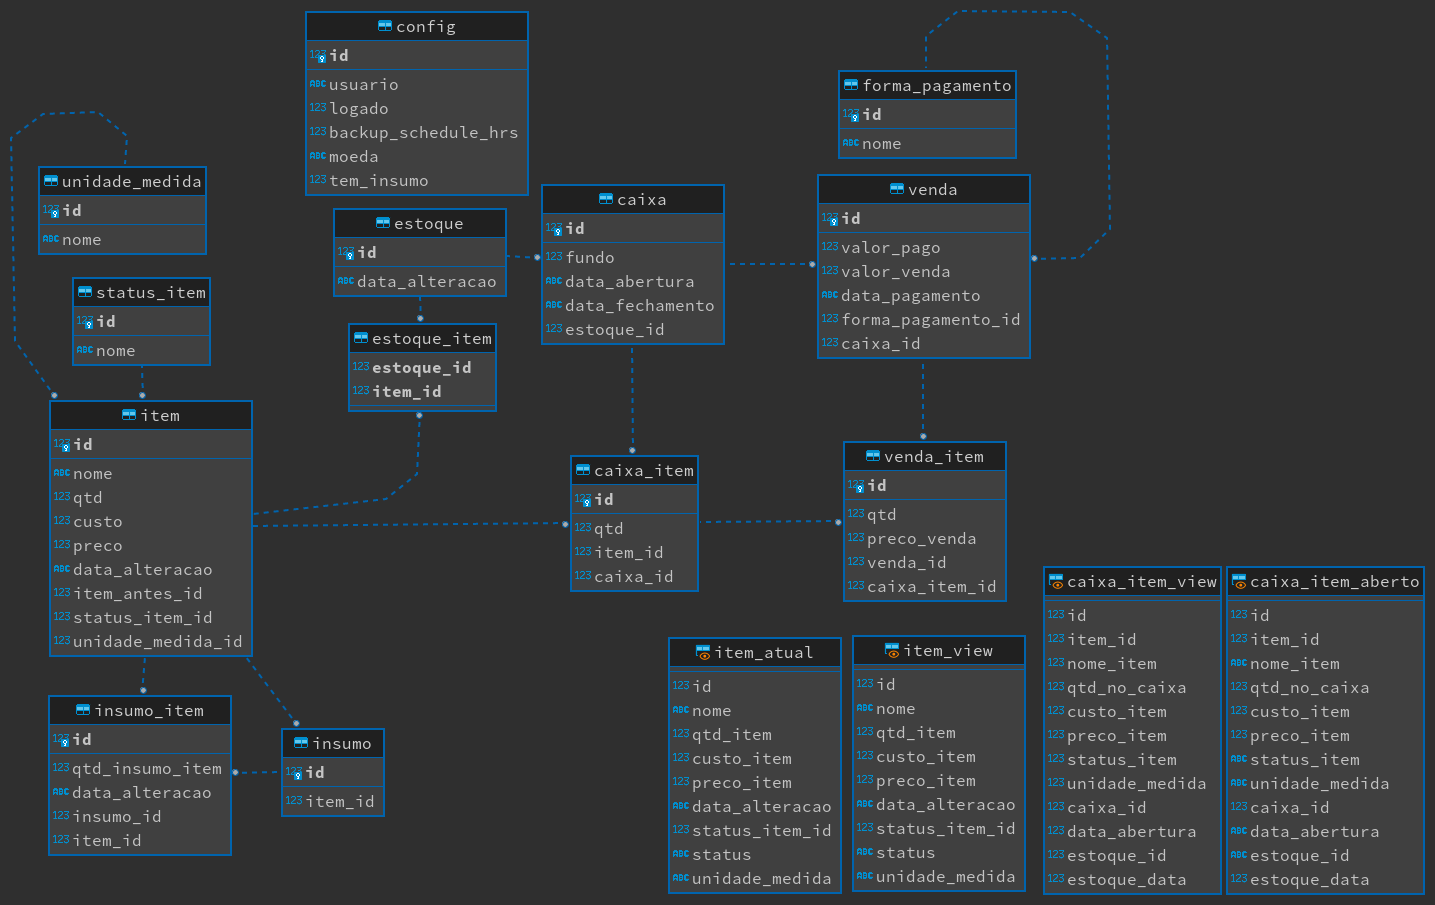 config
123 id
ABC usuario
123 logado
123 backup_schedule_hrs
ABC moeda
123 tem_insumo
forma_pagamento
123 id
ABC nome
unidade_medida
123 id
ABC nome
caixa
123 id
123 fundo
ABC data_abertura
ABC data_fechamento
123 estoque_id
venda
123 id
123 valor_pago
123 valor_venda
ABC data_pagamento
123 forma_pagamento_id
123 caixa_id
estoque
123 id
ABC data_alteracao
status_item
123 id
ABC nome
estoque_item
123 estoque_id
123 item_id
item
123 id
ABC nome
123 qtd
123 custo
123 preco
ABC data_alteracao
123 item_antes_id
123 status_item_id
123 unidade_medida_id
caixa_item
123 id
123 qtd
123 item_id
123 caixa_id
venda_item
123 id
123 qtd
123 preco_venda
123 venda_id
123 caixa_item_id
insumo_item
123 id
123 qtd_insumo_item
ABC data_alteracao
123 insumo_id
123 item_id
insumo
123 id
123 item_id
item_atual
123 id
ABC nome
123 qtd_item
123 custo_item
123 preco_item
ABC data_alteracao
123 status_item_id
ABC status
ABC unidade_medida
item_view
123 id
ABC nome
123 qtd_item
123 custo_item
123 preco_item
ABC data_alteracao
123 status_item_id
ABC status
ABC unidade_medida
caixa_item_view
123 id
123 item_id
123 nome_item
123 qtd_no_caixa
123 custo_item
123 preco_item
123 status_item
123 unidade_medida
123 caixa_id
123 data_abertura
123 estoque_id
123 estoque_data
caixa_item_aberto
123 id
123 item_id
ABC nome_item
123 qtd_no_caixa
123 custo_item
123 preco_item
ABC status_item
ABC unidade_medida
123 caixa_id
ABC data_abertura
ABC estoque_id
123 estoque_data